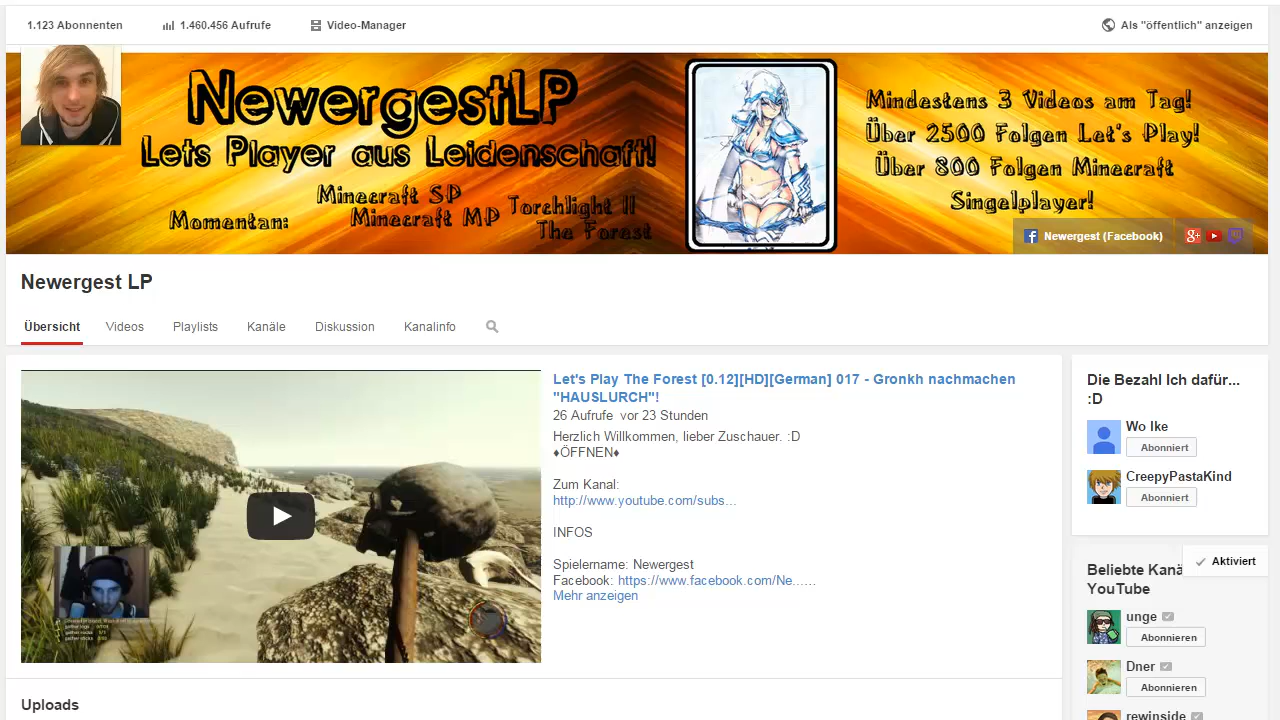 1.123 Abonnenten
1.460.456 Aufrufe
Video-Manager
Als "öffentlich" anzeigen
NewergestLP
Lets Player aus Leidenschaft!
Momentan:
Minecraft SP
Minecraft MP
Torchlight II
The Forest
Mindestens 3 Videos am Tag!
Über 2500 Folgen Let's Play!
Über 800 Folgen Minecraft
Singelplayer!
Newergest (Facebook)
Newergest LP
Übersicht Videos Playlists Kanäle Diskussion Kanalinfo
Let's Play The Forest [0.12][HD][German] 017 - Gronkh nachmachen
"HAUSLURCH"!
26 Aufrufe vor 23 Stunden
Herzlich Willkommen, lieber Zuschauer. :D
♦ÖFFNEN♦
Zum Kanal:
http://www.youtube.com/subs...
INFOS
Spielername: Newergest
Facebook: https://www.facebook.com/Ne......
Mehr anzeigen
Uploads
Die Bezahl Ich dafür...
:D
Wo Ike
Abonniert
CreepyPastaKind
Abonniert
Aktiviert
Beliebte Kanä
YouTube
unge
Abonnieren
Dner
Abonnieren
rewinside